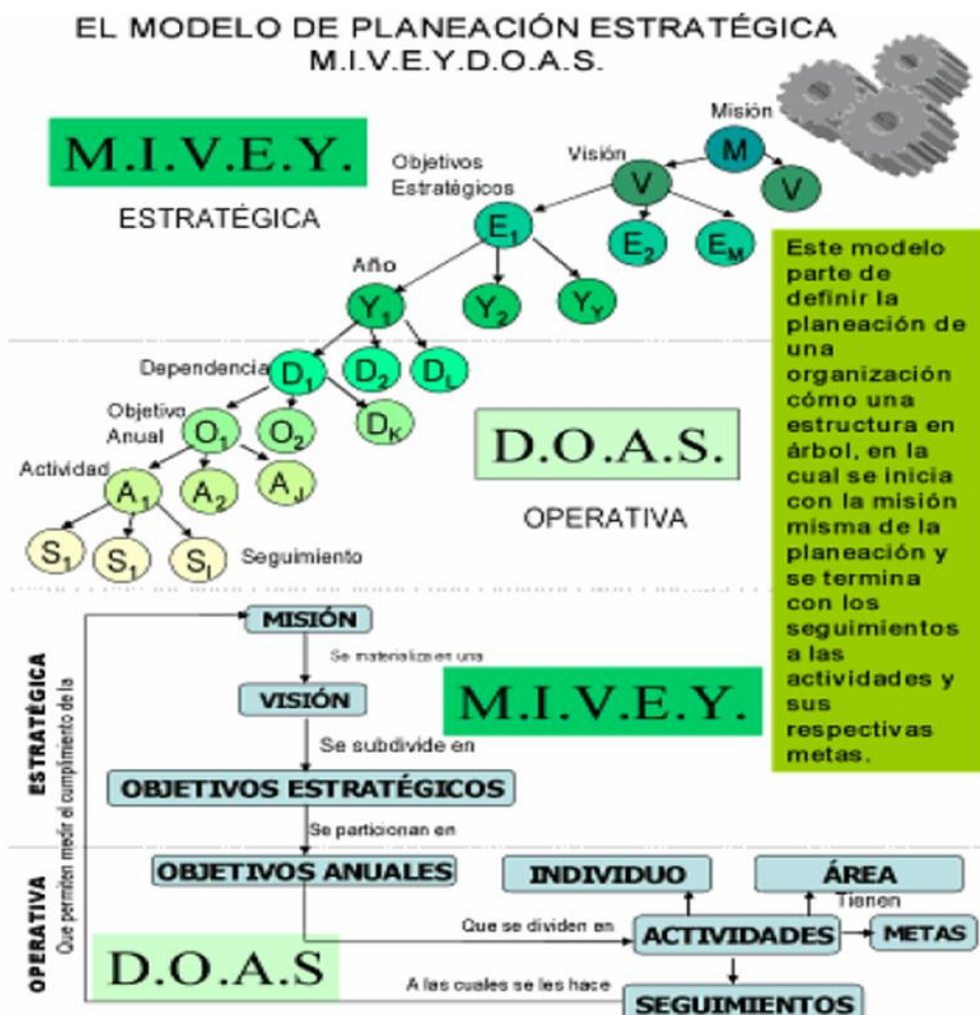 EL MODELO DE PLANEACIÓN ESTRATÉGICA
M.I.V.E.Y.D.O.A.S.
M.I.V.E.Y.
ESTRATÉGICA
Misión
M
Visión
V
V
Objetivos
Estratégicos
E1
E2
EM
Año
Y1
Y2
YY
Dependencia
D1
D2
DL
DK
Objetivo
Anual
O1
O2
Actividad
A1
A2
AJ
S1
S1
SI
Seguimiento
D.O.A.S.
OPERATIVA
Este modelo
parte de
definir la
planeación de
una
organización
cómo una
estructura en
árbol, en la
cual se inicia
con la misión
misma de la
planeación y
se termina
con los
seguimientos
a las
actividades y
sus
respectivas
metas.
ESTRATÉGICA
OPERATIVA
Que permiten medir el cumplimiento de la
MISIÓN
Se materializa en una
VISIÓN
M.I.V.E.Y.
Se subdivide en
OBJETIVOS ESTRATÉGICOS
Se particionan en
OBJETIVOS ANUALES
INDIVIDUO
ÁREA
Tienen
Que se dividen en
ACTIVIDADES
METAS
D.O.A.S
A las cuales se les hace
SEGUIMIENTOS